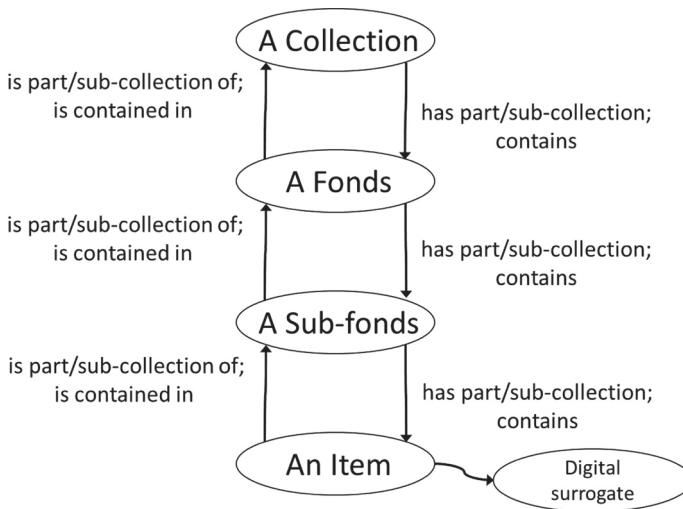 A Collection
is part/sub-collection of;
is contained in
has part/sub-collection;
contains
A Fonds
is part/sub-collection of;
is contained in
has part/sub-collection;
contains
A Sub-fonds
is part/sub-collection of;
is contained in
has part/sub-collection;
contains
An Item
Digital
surrogate